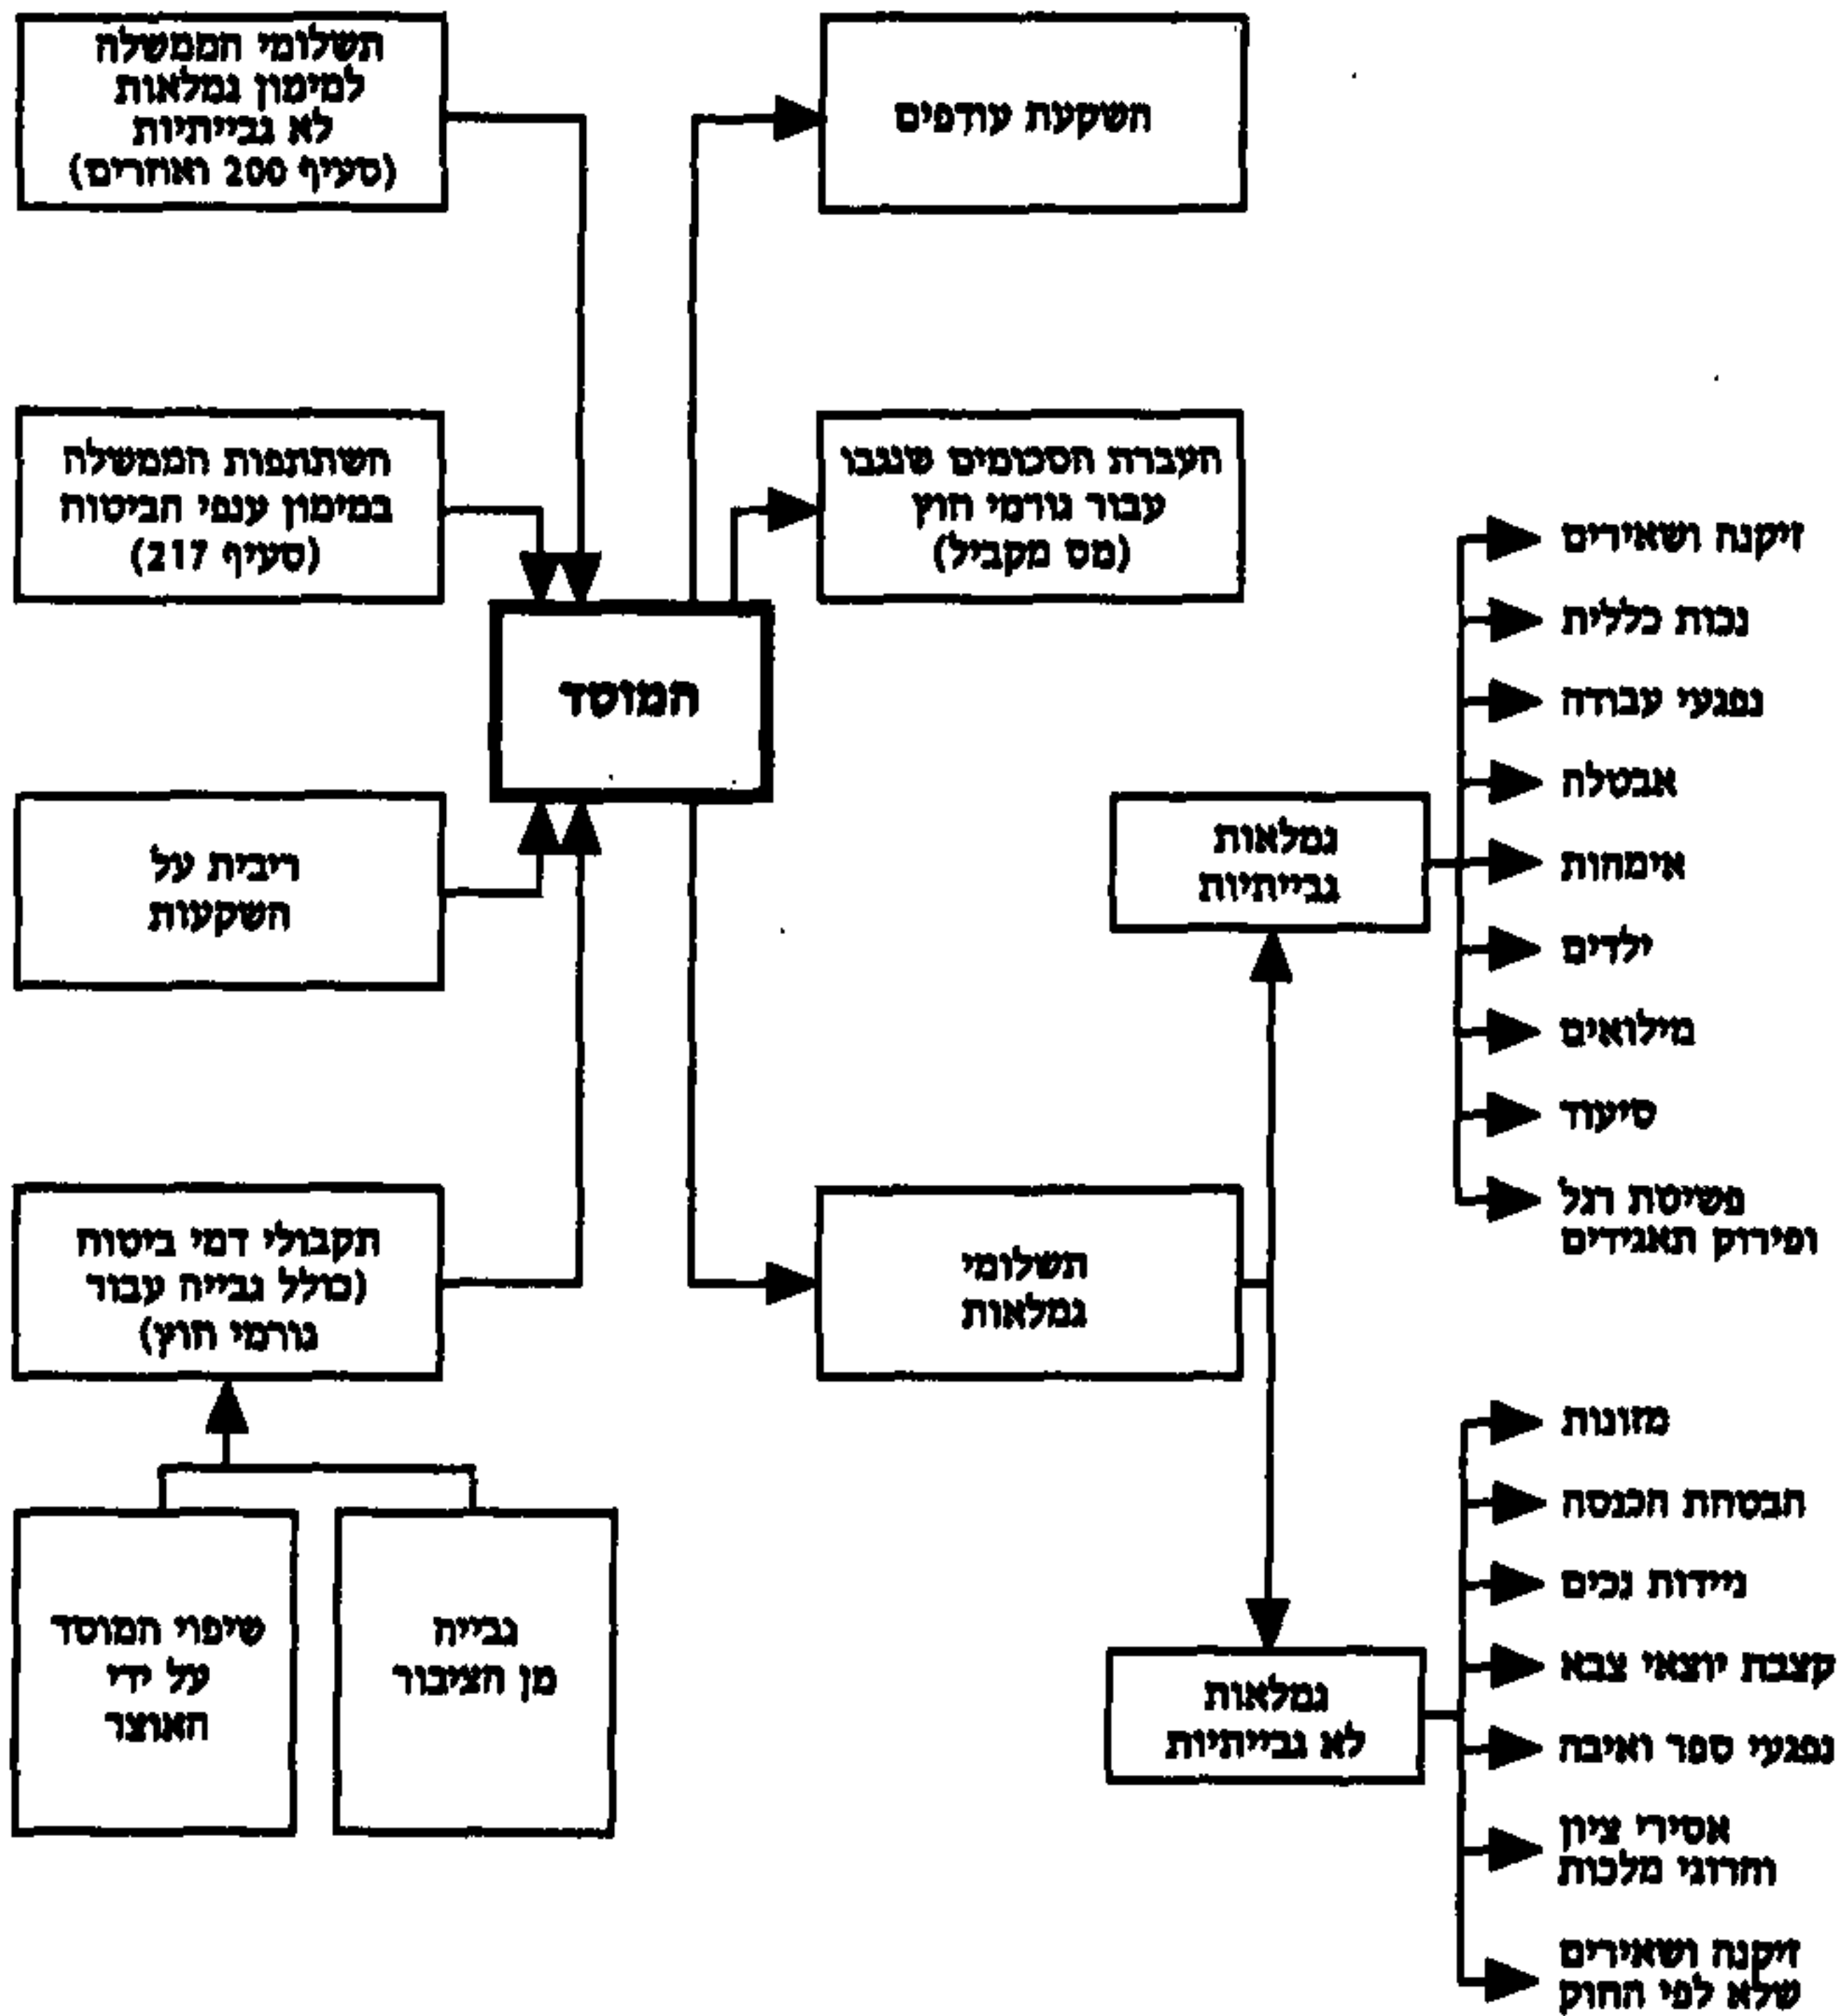 תשלומי הממשלה
למימון גמלאות
לא גבייתיות
(סעיף 200 ואחרים)
השקעת עודפים
השתתפות הממשלה
במימון ענפי הביטוח
(סעיף 217)
העברת הסכומים שנגבו
עבור גורמי חוץ
(מס מקביל)
המוסד
ריבית על
השקעות
תקבולי דמי ביטוח
(כולל גבייה עבור
גורמי חוץ)
שיפוי המוסד
על ידי
האוצר
גבייה
מן הציבור
תשלומי
גמלאות
גמלאות
גבייתיות
זיקנה ושאירים
נכות כללית
נפגעי עבודה
אבטלה
אימהות
ילדים
מילואים
סיעוד
פשיטת רגל
ופירוק תאגידים
גמלאות
לא גבייתיות
מזונות
הבטחת הכנסה
ניידות נכים
קצבת יוצאי צבא
נפגעי ספר ואיבה
אסירי ציון
והרוגי מלכות
זיקנה ושאירים
שלא לפי החוק